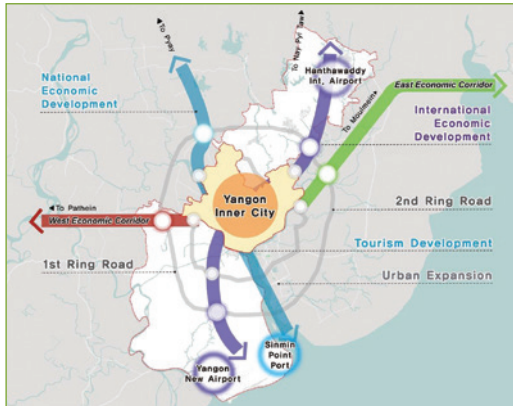 To Pyay
To Nay Pyi Taw
National
Economic
Development
Hanthawaddy
Int. Airport
East Economic Corridor
To Moulmein
International
Economic
Development
Yangon
Inner City
To Pathein
West Economic Corridor
2nd Ring Road
1st Ring Road
Tourism Development
Urban Expansion
Sinmin
Point
Port
Yangon
New Airport